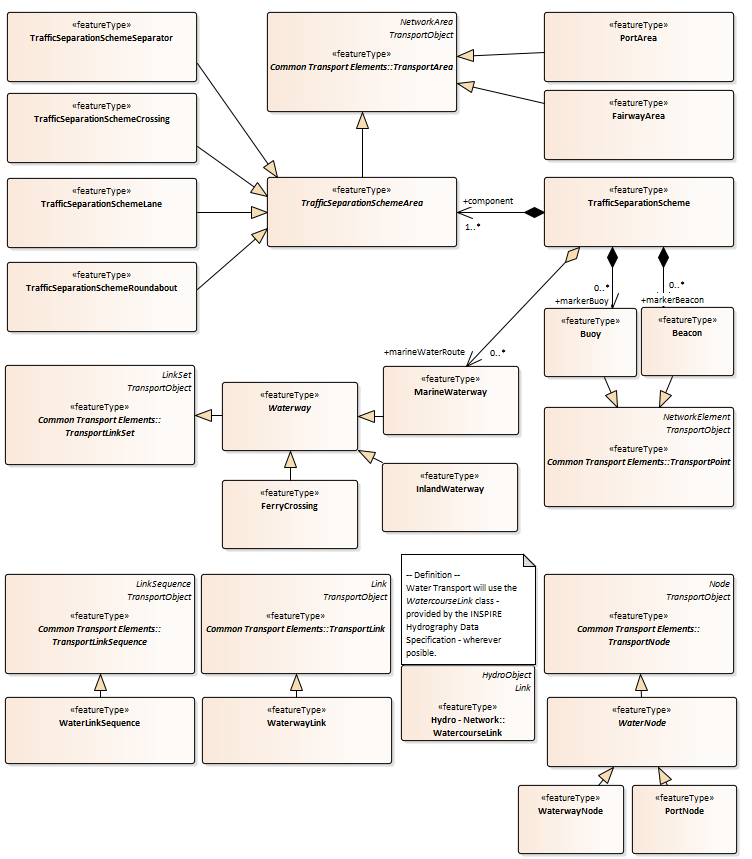 «featureType»
TrafficSeparationSchemeSeparator
NetworkArea
TransportObject
«featureType»
Common Transport Elements::TransportArea
«featureType»
PortArea
«featureType»
TrafficSeparationSchemeCrossing
«featureType»
FairwayArea
«featureType»
TrafficSeparationSchemeLane
«featureType»
TrafficSeparationSchemeArea
+component
1..*
«featureType»
TrafficSeparationScheme
«featureType»
TrafficSeparationSchemeRoundabout
0..*
+markerBuoy
0..*
+markerBeacon
«featureType»
Buoy
«featureType»
Beacon
+marineWaterRoute
0..*
LinkSet
TransportObject
«featureType»
Common Transport Elements::
TransportLinkSet
«featureType»
Waterway
«featureType»
MarineWaterway
NetworkElement
TransportObject
«featureType»
Common Transport Elements::TransportPoint
«featureType»
FerryCrossing
«featureType»
InlandWaterway
LinkSequence
TransportObject
«featureType»
Common Transport Elements::
TransportLinkSequence
Link
TransportObject
«featureType»
Common Transport Elements::TransportLink
-- Definition --
Water Transport will use the
WatercourseLink class -
provided by the INSPIRE
Hydrography Data
Specification - wherever
posible.
Node
TransportObject
«featureType»
Common Transport Elements::
TransportNode
«featureType»
WaterLinkSequence
«featureType»
WaterwayLink
HydroObject
Link
«featureType»
Hydro - Network::
WatercourseLink
«featureType»
WaterNode
«featureType»
WaterwayNode
«featureType»
PortNode